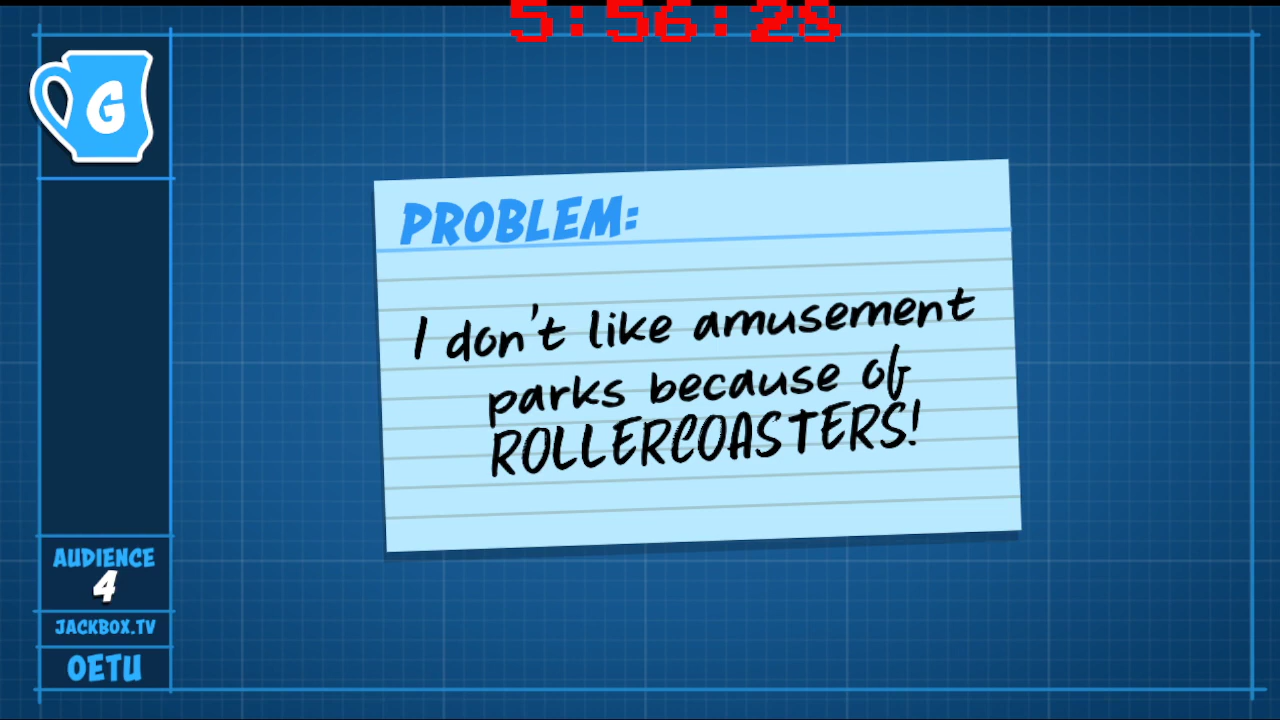 5:56:28
G
PROBLEM:
I don't like amusement
parks because of
ROLLERCOASTERS!
AUDIENCE
4
JACKBOX.TV
OETU